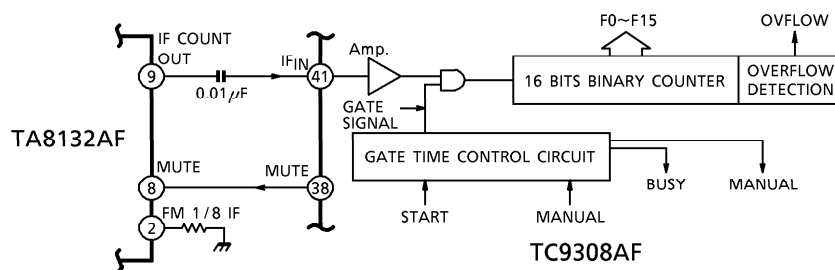 F0~F15
OVFLOW
IF COUNT
OUT
IFIN
Amp.
9
41
0.01μF
16 BITS BINARY COUNTER
OVERFLOW
DETECTION
GATE
SIGNAL
TA8132AF
MUTE
MUTE
GATE TIME CONTROL CIRCUIT
8
38
BUSY
MANUAL
FM 1/8 IF
2
START
MANUAL
TC9308AF